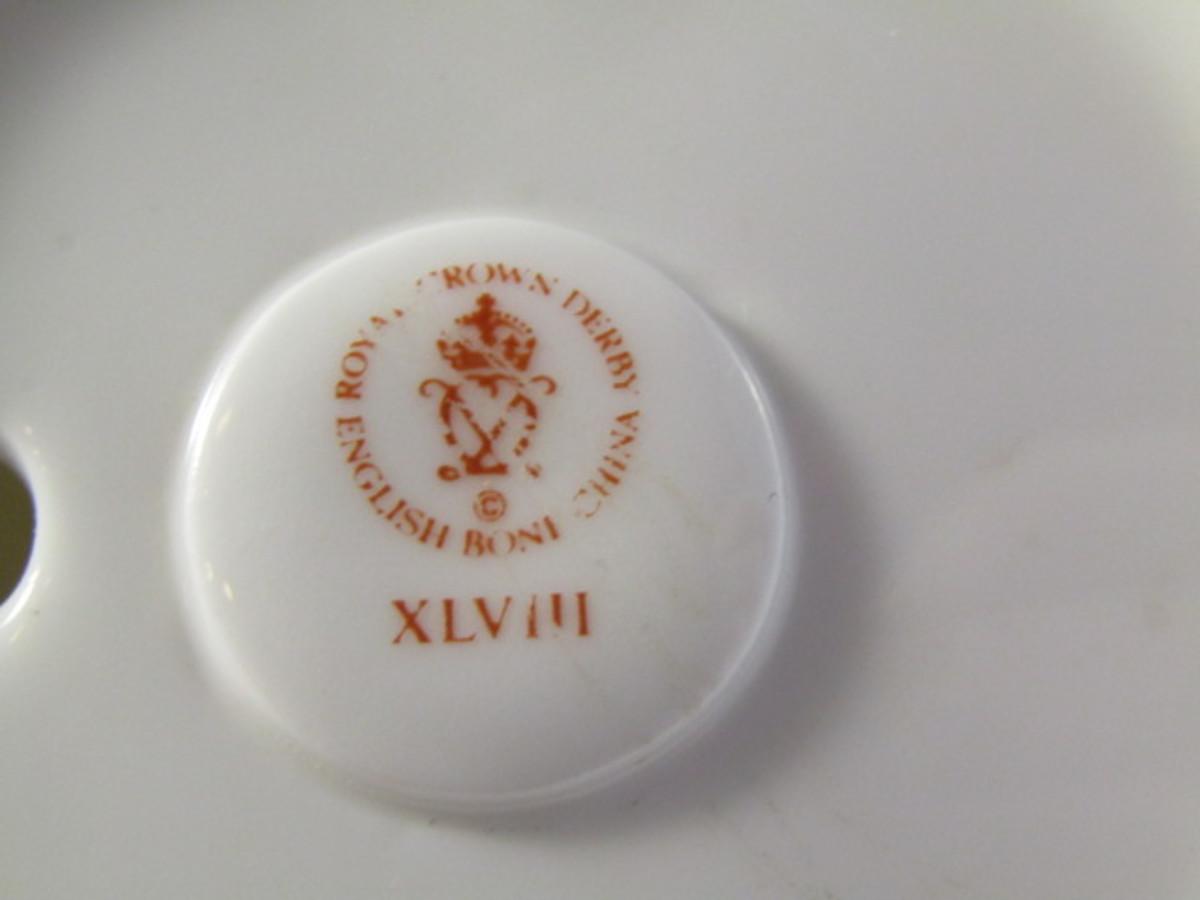 ROYAL CROWN DERBY
ENGLISH BONE CHINA
©
XLVIII